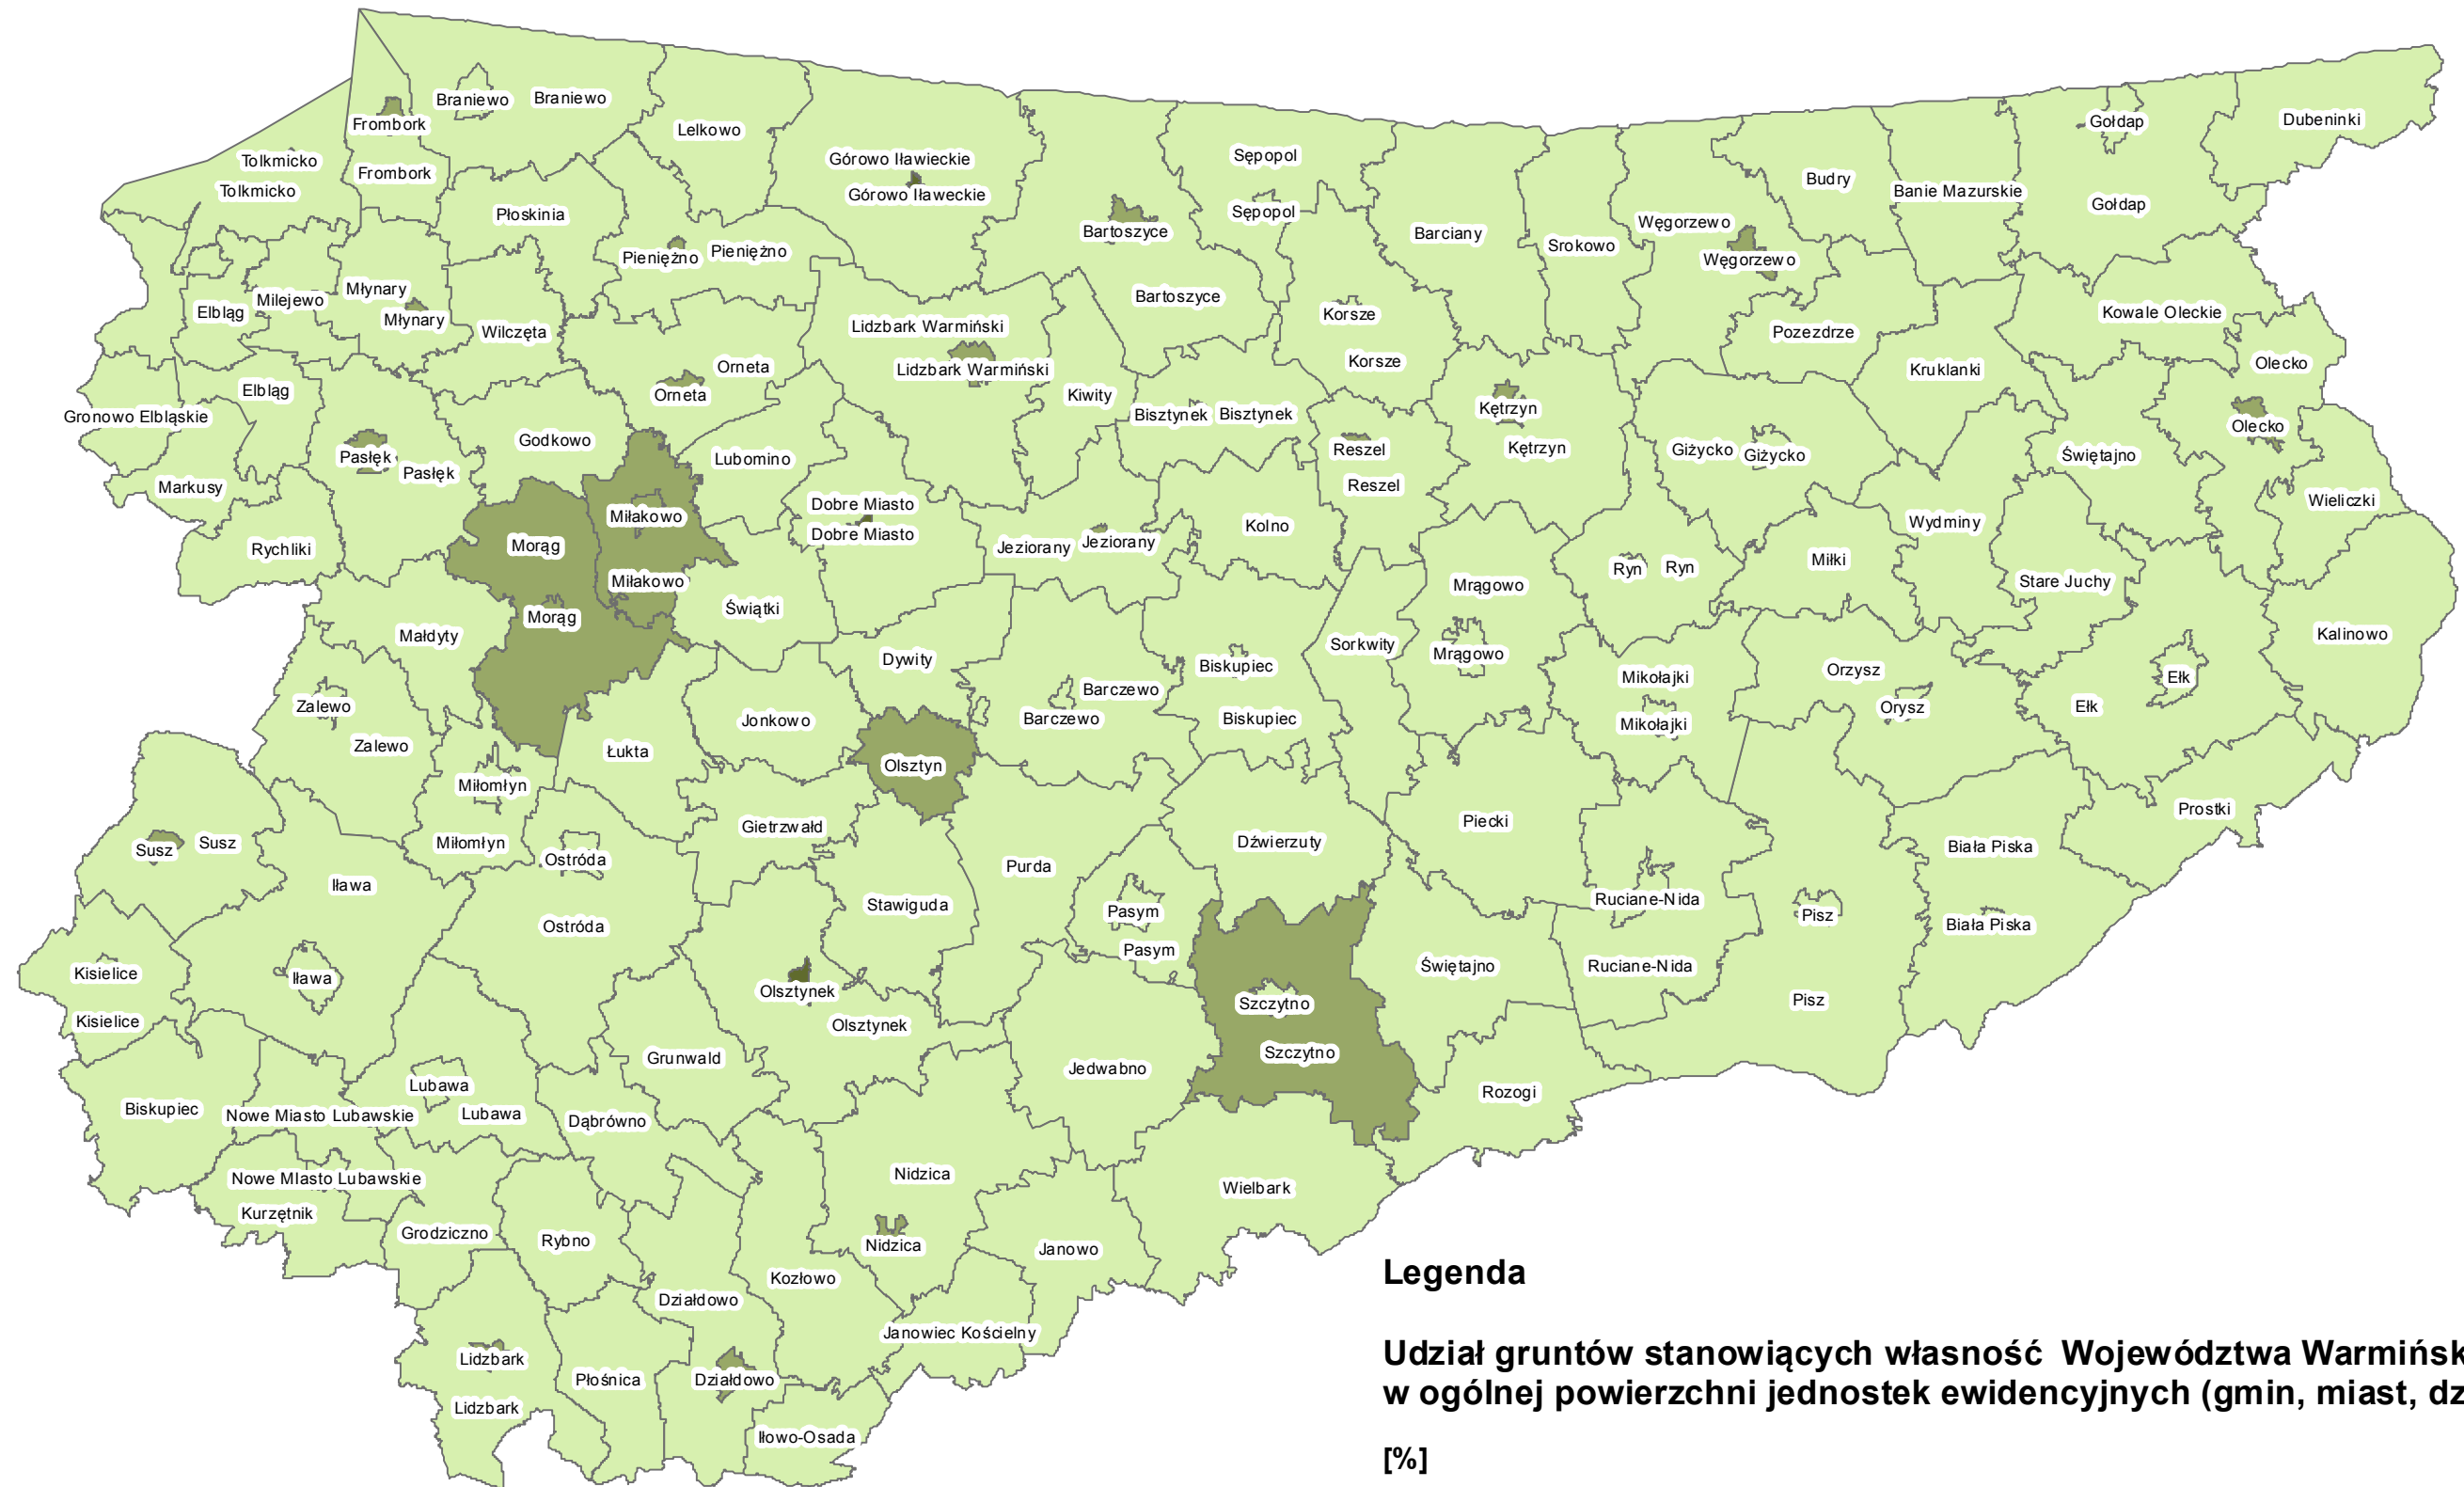 Braniewo
Braniewo
Frombork
Lelkowo
Gołdap
Dubeninki
Tolkmicko
Frombork
Górowo Iławieckie
Sępopol
Tolkmicko
Górowo Iławeckie
Budry
Banie Mazurskie
Płoskinia
Sępopol
Gołdap
Bartoszyce
Barciany
Węgorzewo
Pieniężno
Pieniężno
Srokowo
Węgorzewo
Młynary
Milejewo
Bartoszyce
Elbląg
Młynary
Wilczęta
Lidzbark Warmiński
Korsze
Pozezdrze
Kowale Oleckie
Orneta
Lidzbark Warmiński
Korsze
Kruklanki
Olecko
Elbląg
Orneta
Kiwity
Gronowo Elbląskie
Bisztynek
Bisztynek
Kętrzyn
Olecko
Godkowo
Pasłęk
Pasłęk
Lubomino
Reszel
Kętrzyn
Giżycko
Giżycko
Świętajno
Markusy
Reszel
Dobre Miasto
Wieliczki
Miłakowo
Dobre Miasto
Kolno
Wydminy
Rychliki
Morąg
Jeziorany
Jeziorany
Miłakowo
Świątki
Mrągowo
Ryn
Ryn
Miłki
Stare Juchy
Morąg
Małdyty
Sorkwity
Mrągowo
Kalinowo
Dywity
Biskupiec
Mikołajki
Orzysz
Ełk
Zalewo
Barczewo
Barczewo
Biskupiec
Mikołajki
Orysz
Ełk
Zalewo
Łukta
Jonkowo
Olsztyn
Miłomłyn
Prostki
Susz
Susz
Miłomłyn
Ostróda
Gietrzwałd
Purda
Dźwierzuty
Piecki
Biała Piska
Iława
Ostróda
Stawiguda
Pasym
Ruciane-Nida
Pisz
Biała Piska
Pasym
Kisielice
Iława
Olsztynek
Świętajno
Ruciane-Nida
Kisielice
Olsztynek
Szczytno
Pisz
Grunwald
Szczytno
Jedwabno
Lubawa
Rozogi
Biskupiec
Nowe Miasto Lubawskie
Lubawa
Dąbrówno
Nowe MIasto Lubawskie
Nidzica
Wielbark
Kurzętnik
Grodziczno
Rybno
Nidzica
Janowo
Kozłowo
Działdowo
Janowiec Kościelny
Lidzbark
Płośnica
Działdowo
Lidzbark
Iłowo-Osada
Legenda
Udział gruntów stanowiących własność Województwa Warmińsk
w ogólnej powierzchni jednostek ewidencyjnych (gmin, miast, dz
[%]